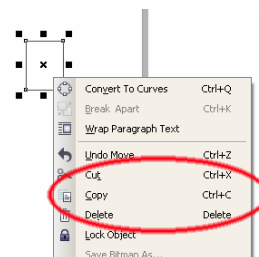 Convert To Curves Ctrl+Q
Break Apart Ctrl+K
Wrap Paragraph Text
Undo Move Ctrl+Z
Cut Ctrl+X
Copy Ctrl+C
Delete Delete
Lock Object
Save Bitmap As...